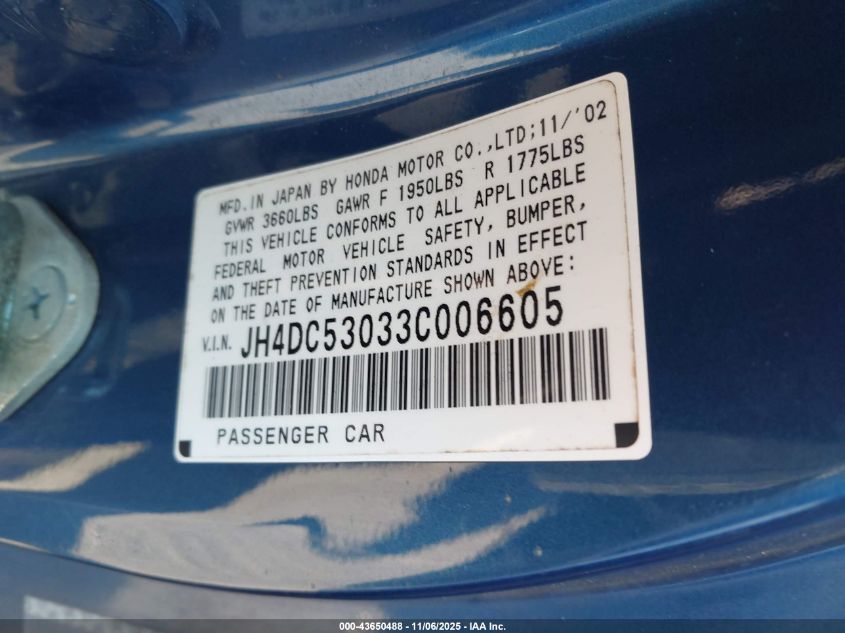 MFD.IN JAPAN BY HONDA MOTOR CO.,LTD;11/'02
GVWR 3660LBS GAWR F 1950LBS R 1775LBS
THIS VEHICLE CONFORMS TO ALL APPLICABLE
FEDERAL MOTOR VEHICLE SAFETY, BUMPER,
AND THEFT PREVENTION STANDARDS IN EFFECT
ON THE DATE OF MANUFACTURE SHOWN ABOVE:
V.I.N. JH4DC53033C006605
PASSENGER CAR
000-43650488 - 11/06/2025 - IAA Inc.